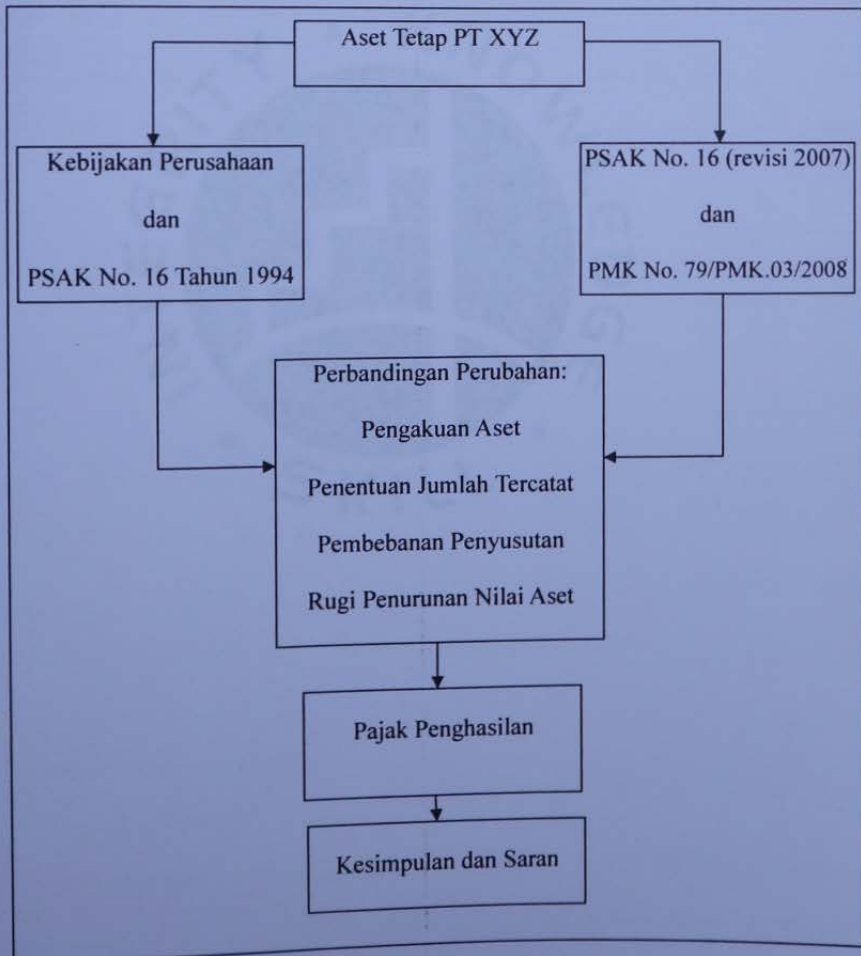 Aset Tetap PT XYZ
Kebijakan Perusahaan
dan
PSAK No. 16 Tahun 1994
PSAK No. 16 (revisi 2007)
dan
PMK No. 79/PMK.03/2008
Perbandingan Perubahan:
Pengakuan Aset
Penentuan Jumlah Tercatat
Pembebanan Penyusutan
Rugi Penurunan Nilai Aset
Pajak Penghasilan
Kesimpulan dan Saran